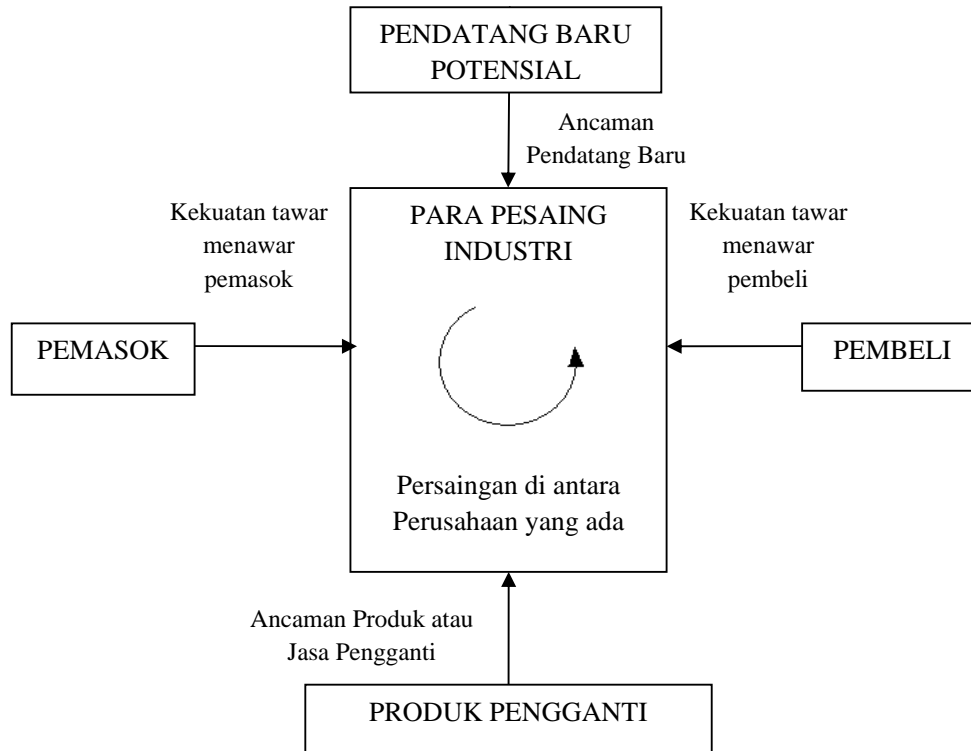 PENDATANG BARU
POTENSIAL
Ancaman
Pendatang Baru
Kekuatan tawar
menawar
pemasok
PARA PESAING
INDUSTRI
Kekuatan tawar
menawar
pembeli
PEMASOK
PEMBELI
Persaingan di antara
Perusahaan yang ada
Ancaman Produk atau
Jasa Pengganti
PRODUK PENGGANTI